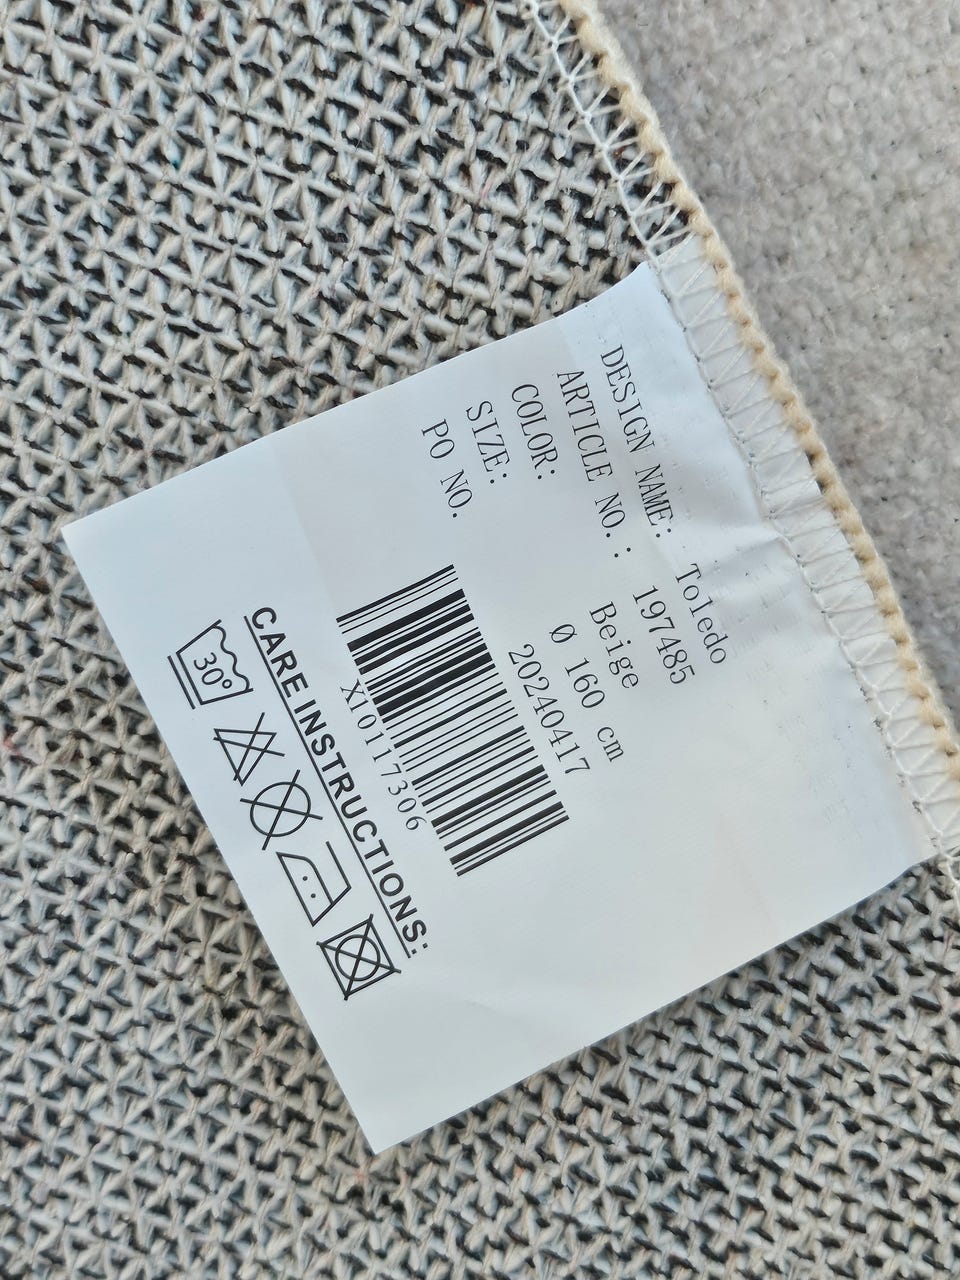 DESIGN NAME: Toledo
ARTICLE NO.: 197485
COLOR: Beige
SIZE: Ø 160 cm
PO NO. 20240417
X10117306
CARE INSTRUCTIONS:
30°